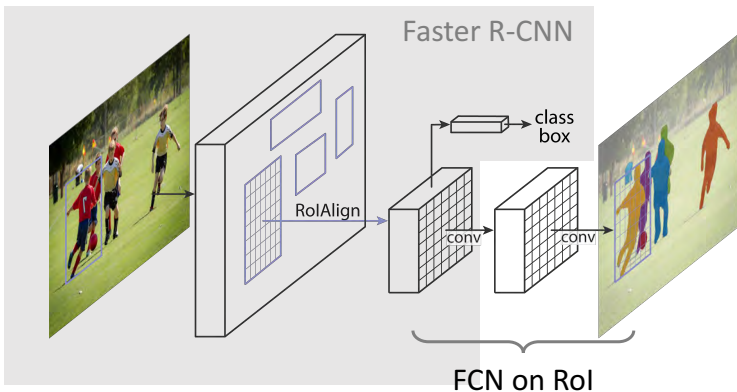 Faster R-CNN
class
box
RoIAlign
conv
conv
FCN on RoI